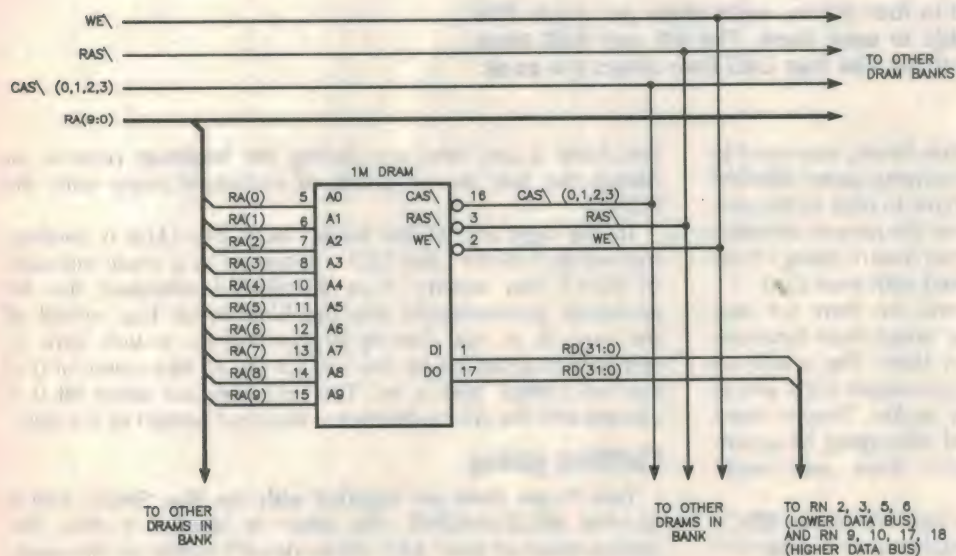 WE\
RAS\
CAS\ (0,1,2,3)
RA(9:0)
TO OTHER
DRAM BANKS
1M DRAM
RA(0) 5 A0
RA(1) 6 A1
RA(2) 7 A2
RA(3) 8 A3
RA(4) 10 A4
RA(5) 11 A5
RA(6) 12 A6
RA(7) 13 A7
RA(8) 14 A8
RA(9) 15 A9
CAS\ 16 CAS\ (0,1,2,3)
RAS\ 3 RAS\
WE\ 2 WE\
DI 1 RD(31:0)
DO 17 RD(31:0)
TO OTHER
DRAMS IN
BANK
TO OTHER
DRAMS IN
BANK
TO RN 2, 3, 5, 6
(LOWER DATA BUS)
AND RN 9, 10, 17, 18
(HIGHER DATA BUS)